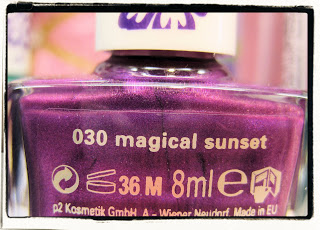 030 magical sunset
36 M 8ml e
p2 Kosmetik GmbH, A - Wiener Neudorf, Made in EU